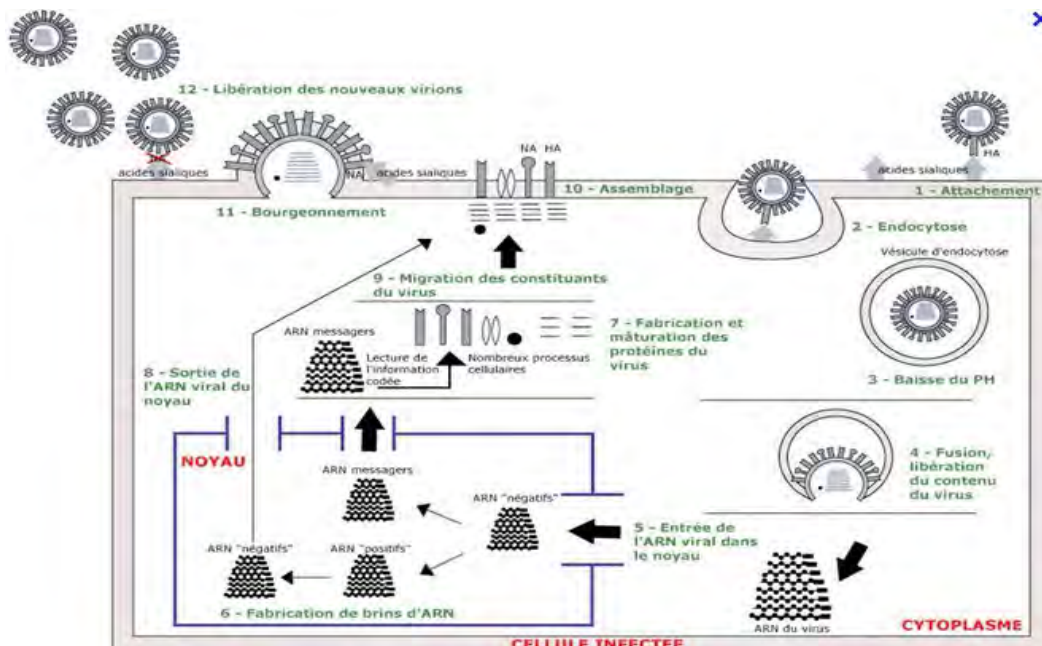 12 - Libération des nouveaux virions
NA HA
HA
acides sialiques
NA
acides sialiques
acides sialiques
10 - Assemblage
1 - Attachement
11 - Bourgeonnement
2 - Endocytose
Vésicule d'endocytose
9 - Migration des constituants
du virus
ARN messagers
7 - Fabrication et
mâturation des
protéines du
virus
Lecture de
l'information
codée
Nombreux processus
cellulaires
8 - Sortie de
l'ARN viral du
noyau
3 - Baisse du PH
NOYAU
ARN messagers
4 - Fusion,
libération
du contenu
du virus
ARN "négatifs"
5 - Entrée de
l'ARN viral dans
le noyau
ARN "négatifs"
ARN "positifs"
6 - Fabrication de brins d'ARN
ARN du virus
CYTOPLASME
CELLULE INFECTEE